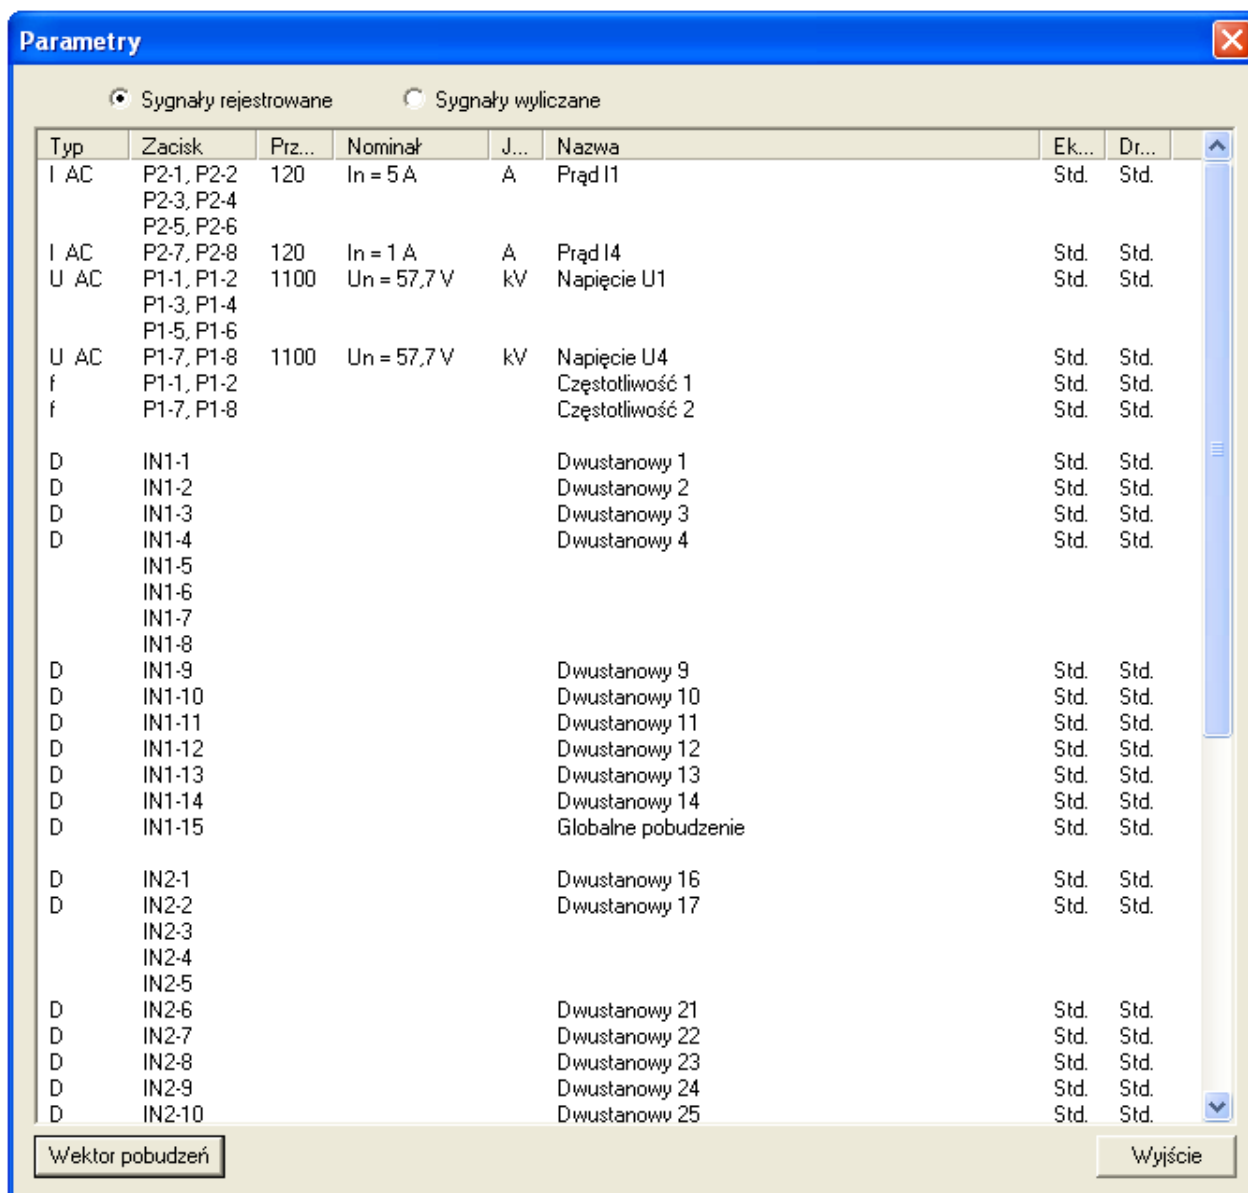 Parametry
Sygnały rejestrowane Sygnały wyliczane
Typ Zacisk Prz... Nominał J... Nazwa Ek... Dr...
I AC P2-1, P2-2 120 In = 5 A A Prąd I1 Std. Std.
P2-3, P2-4
P2-5, P2-6
I AC P2-7, P2-8 120 In = 1 A A Prąd I4 Std. Std.
U AC P1-1, P1-2 1100 Un = 57,7 V kV Napięcie U1 Std. Std.
P1-3, P1-4
P1-5, P1-6
U AC P1-7, P1-8 1100 Un = 57,7 V kV Napięcie U4 Std. Std.
f P1-1, P1-2 Częstotliwość 1 Std. Std.
f P1-7, P1-8 Częstotliwość 2 Std. Std.
D IN1-1 Dwustanowy 1 Std. Std.
D IN1-2 Dwustanowy 2 Std. Std.
D IN1-3 Dwustanowy 3 Std. Std.
D IN1-4 Dwustanowy 4 Std. Std.
IN1-5
IN1-6
IN1-7
IN1-8
D IN1-9 Dwustanowy 9 Std. Std.
D IN1-10 Dwustanowy 10 Std. Std.
D IN1-11 Dwustanowy 11 Std. Std.
D IN1-12 Dwustanowy 12 Std. Std.
D IN1-13 Dwustanowy 13 Std. Std.
D IN1-14 Dwustanowy 14 Std. Std.
D IN1-15 Globalne pobudzenie Std. Std.
D IN2-1 Dwustanowy 16 Std. Std.
D IN2-2 Dwustanowy 17 Std. Std.
IN2-3
IN2-4
IN2-5
D IN2-6 Dwustanowy 21 Std. Std.
D IN2-7 Dwustanowy 22 Std. Std.
D IN2-8 Dwustanowy 23 Std. Std.
D IN2-9 Dwustanowy 24 Std. Std.
D IN2-10 Dwustanowy 25 Std. Std.
Wektor pobudzeń Wyjście